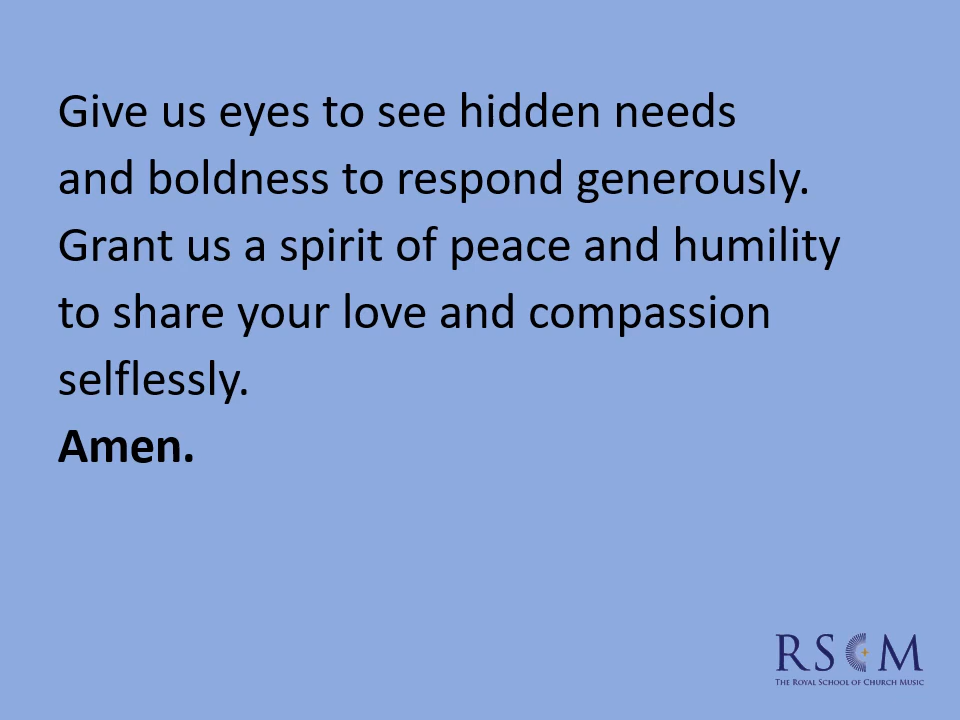 Give us eyes to see hidden needs
and boldness to respond generously.
Grant us a spirit of peace and humility
to share your love and compassion
selflessly.
Amen.
RSCM
The Royal School of Church Music